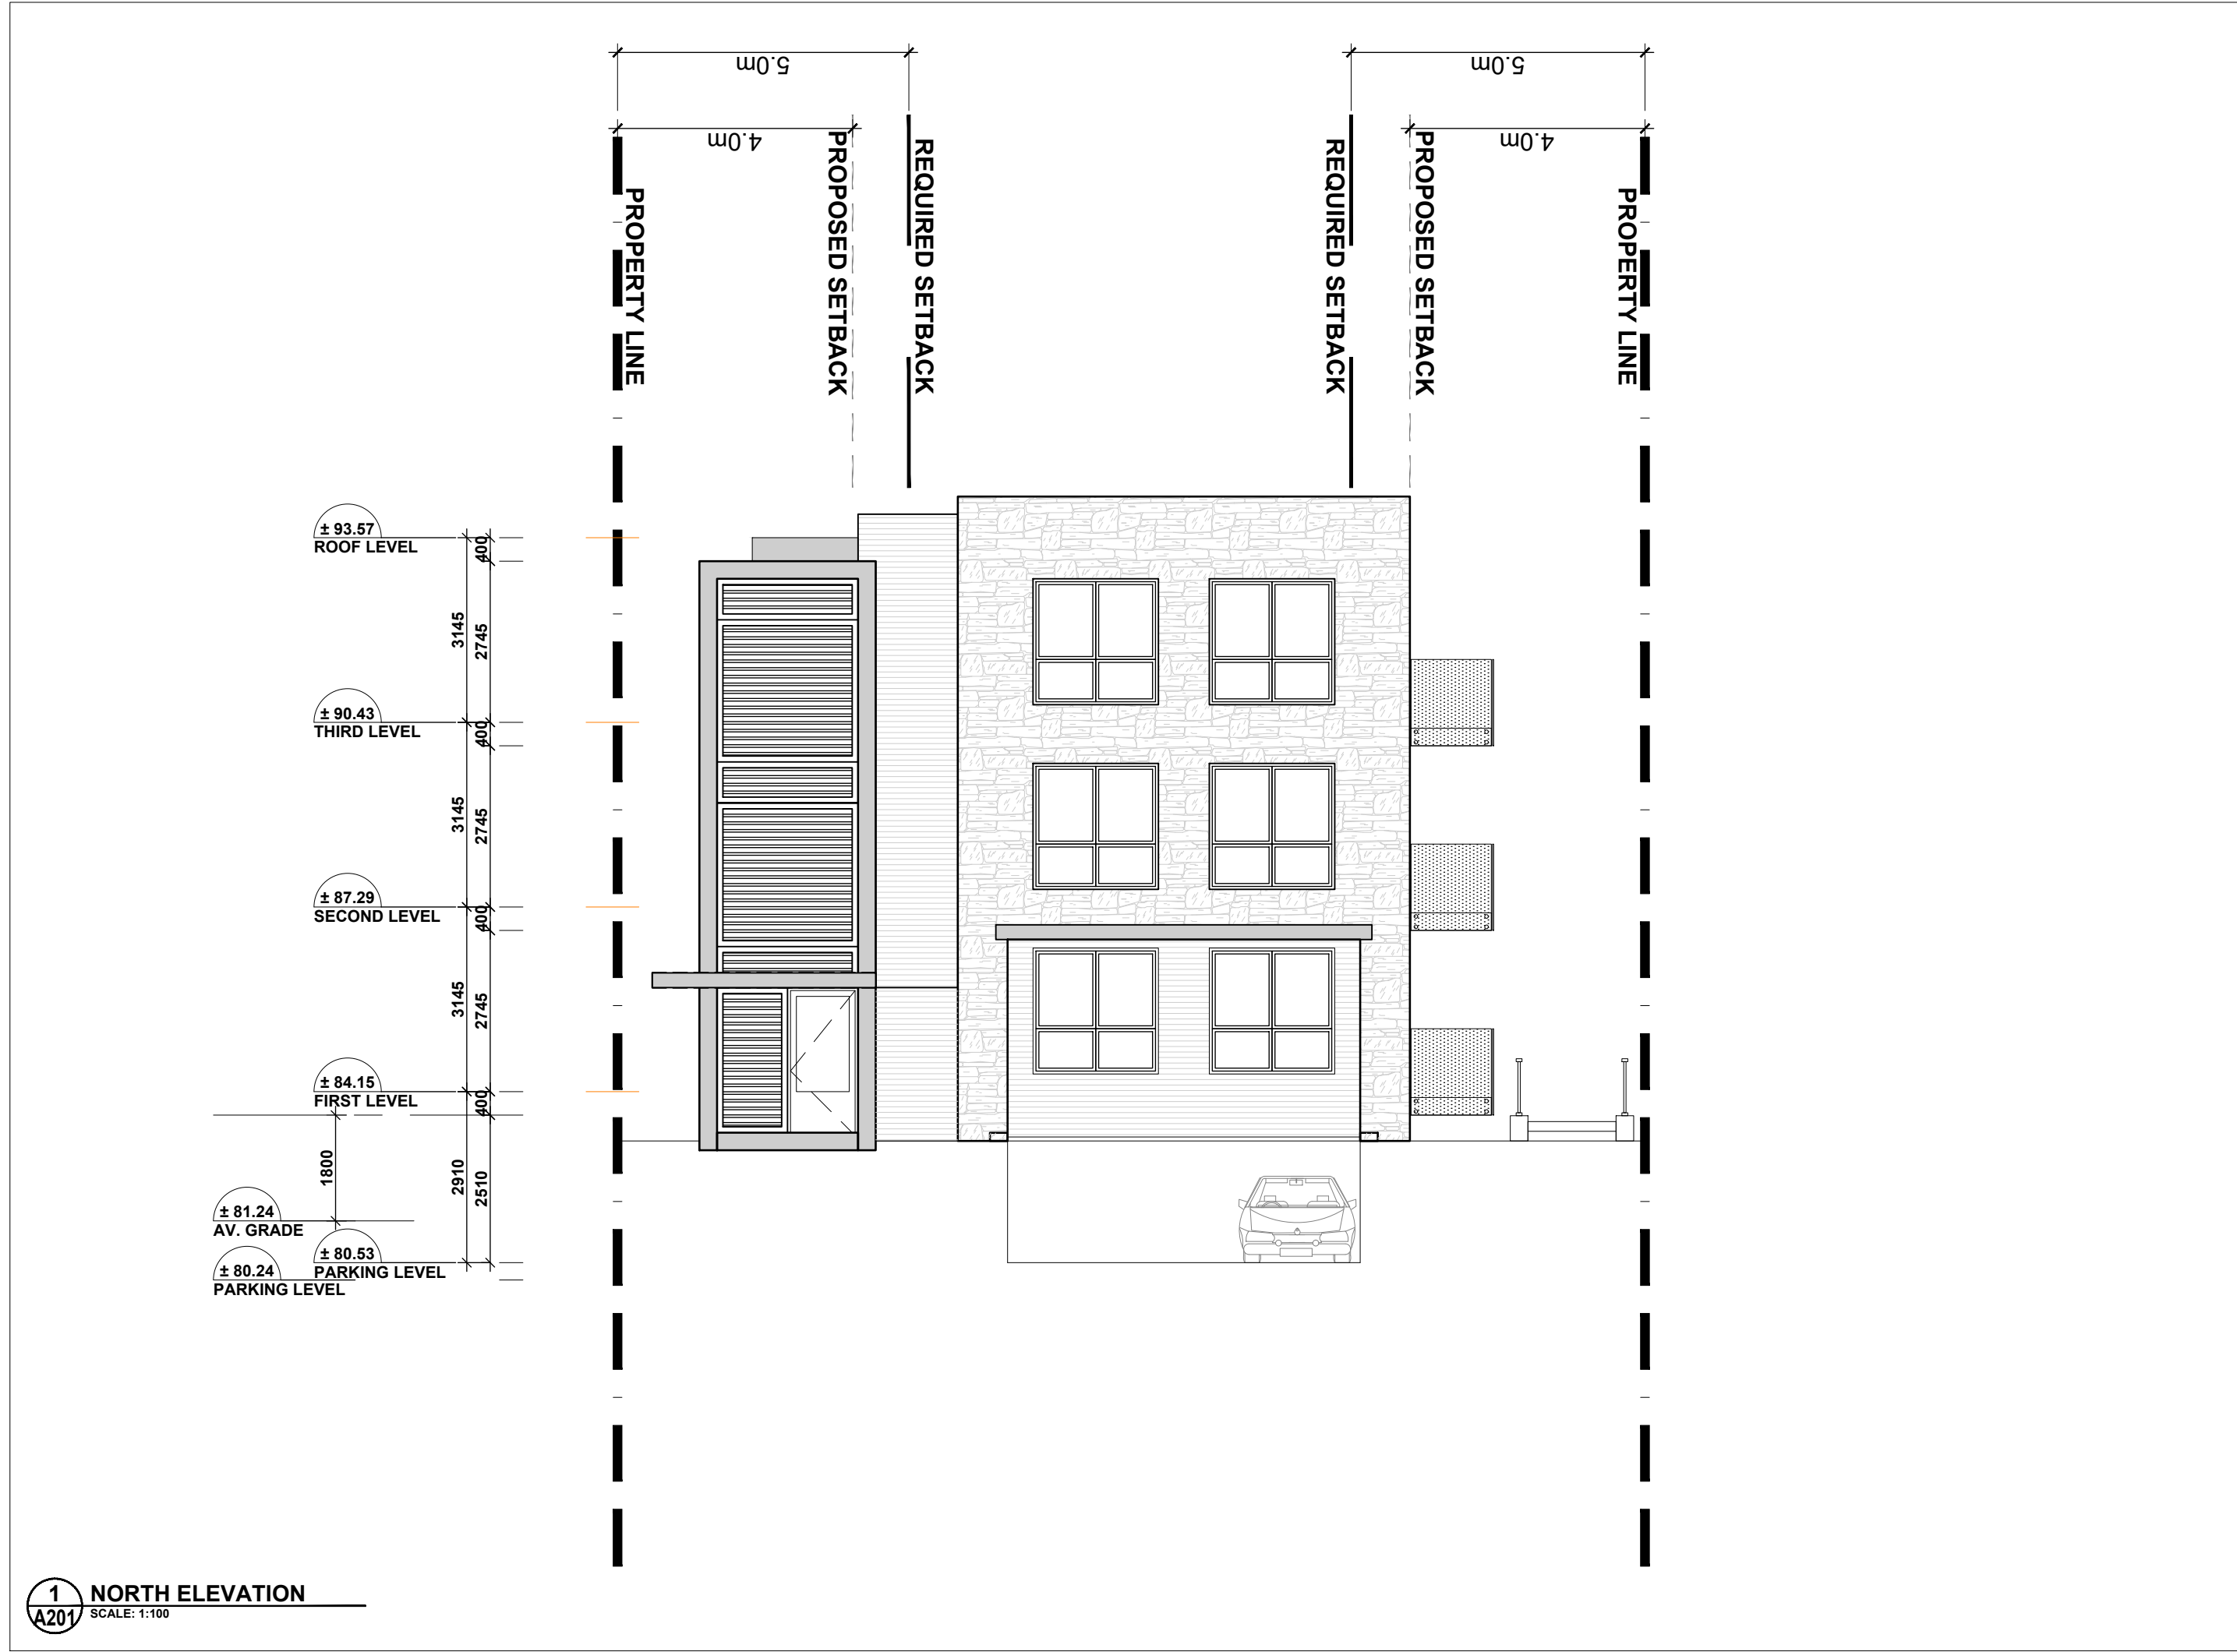 5.0m
5.0m
4.0m
4.0m
PROPERTY LINE
PROPOSED SETBACK
REQUIRED SETBACK
REQUIRED SETBACK
PROPOSED SETBACK
PROPERTY LINE
± 93.57
ROOF LEVEL
400
3145
2745
± 90.43
THIRD LEVEL
400
3145
2745
± 87.29
SECOND LEVEL
400
3145
2745
± 84.15
FIRST LEVEL
400
1800
2910
2510
± 81.24
AV. GRADE
± 80.53
PARKING LEVEL
± 80.24
PARKING LEVEL
1
A201
NORTH ELEVATION
SCALE: 1:100